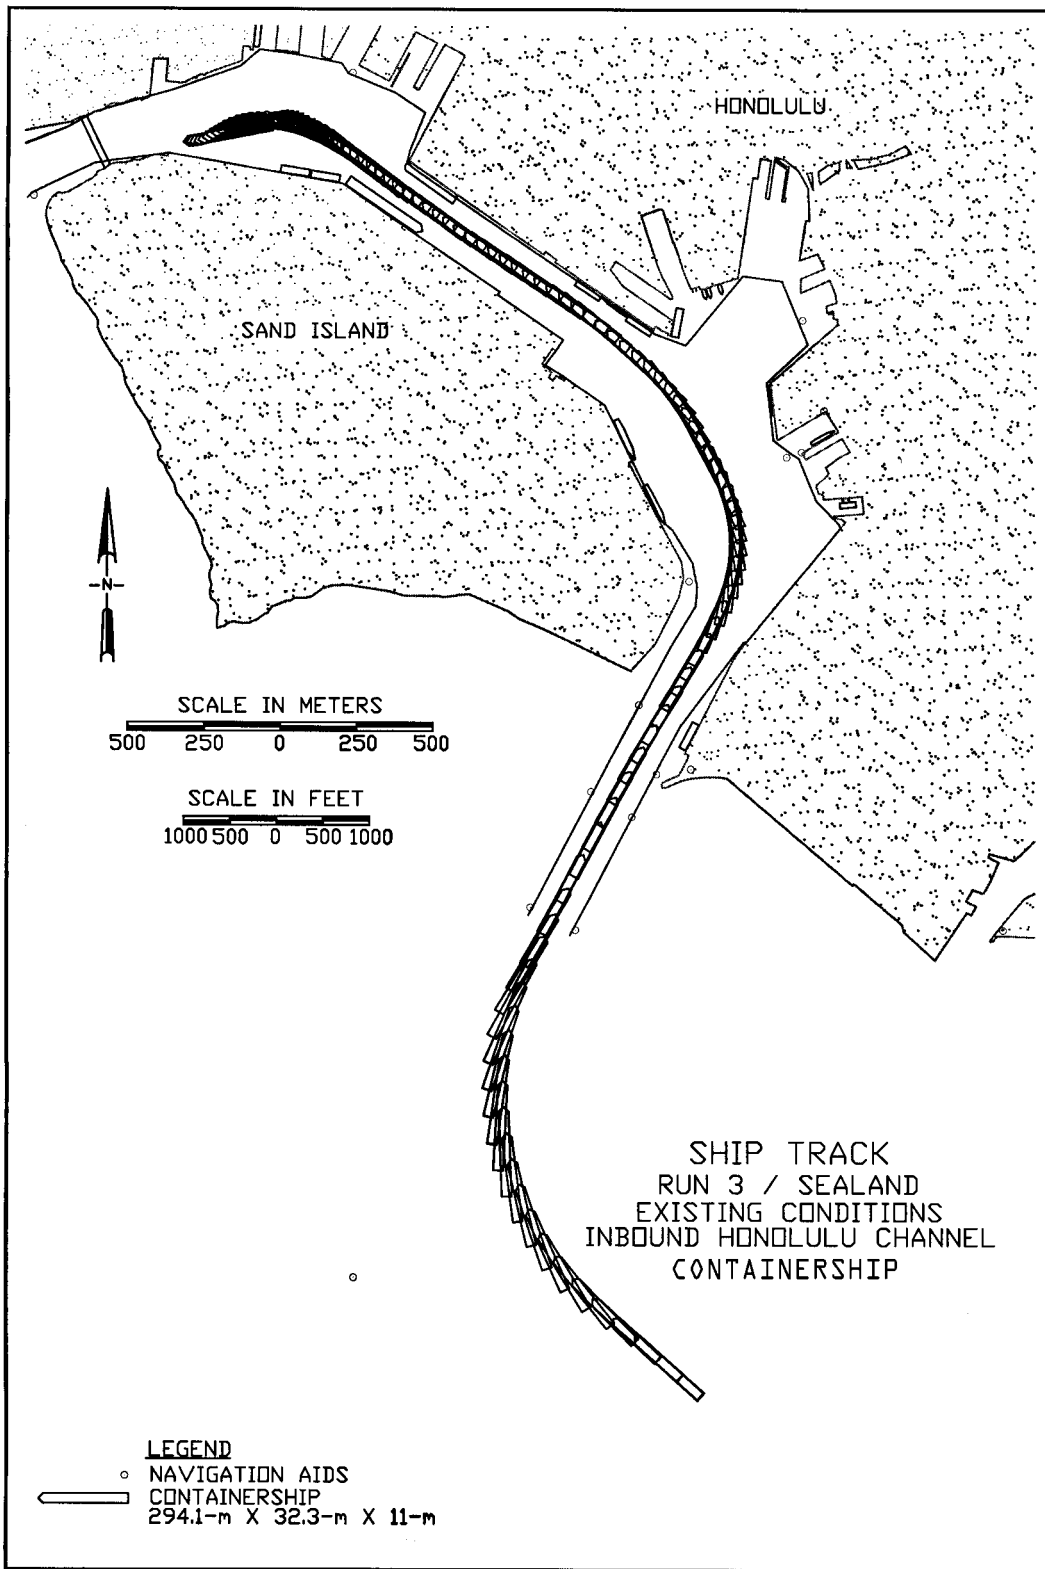 HONOLULU
SAND ISLAND
N
SCALE IN METERS
500 250 0 250 500
SCALE IN FEET
1000 500 0 500 1000
SHIP TRACK
RUN 3 / SEALAND
EXISTING CONDITIONS
INBOUND HONOLULU CHANNEL
CONTAINERSHIP
LEGEND
NAVIGATION AIDS
CONTAINERSHIP
294.1-m X 32.3-m X 11-m